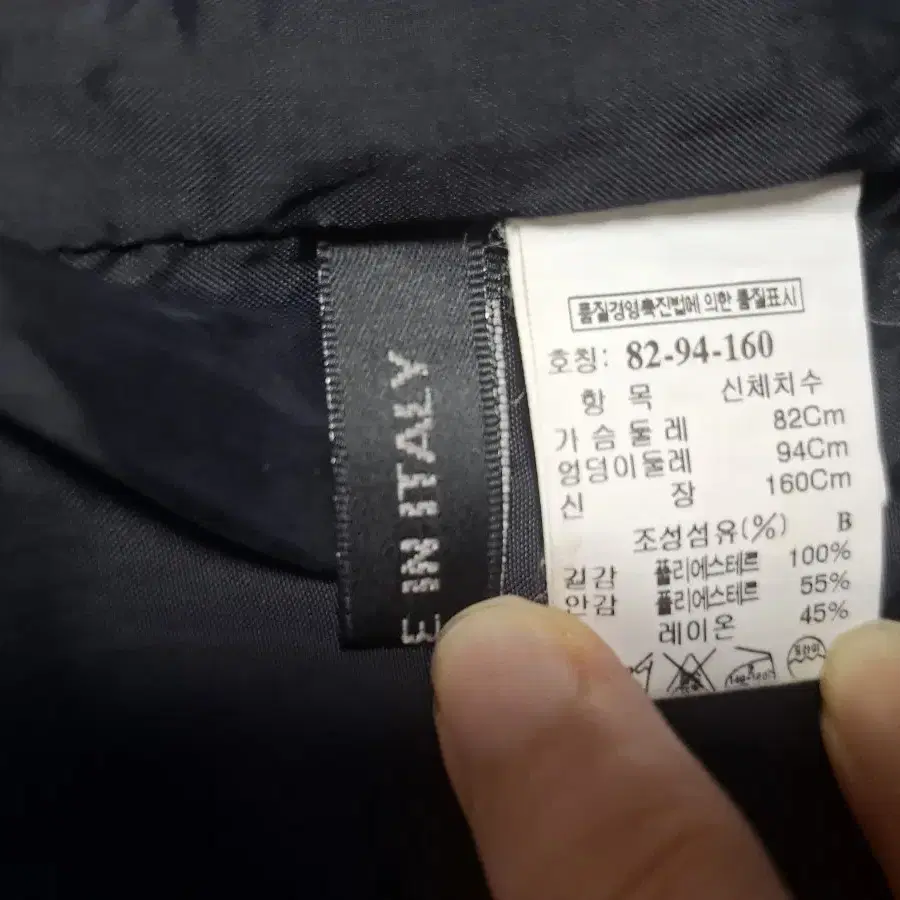 E IN ITALY
품질경영촉진법에 의한 품질표시
호칭: 82-94-160
항 목 신체치수
가슴둘레 82Cm
엉덩이둘레 94Cm
신 장 160Cm
조성섬유(%) B
겉감 폴리에스테르 100%
안감 폴리에스테르 55%
레이온 45%